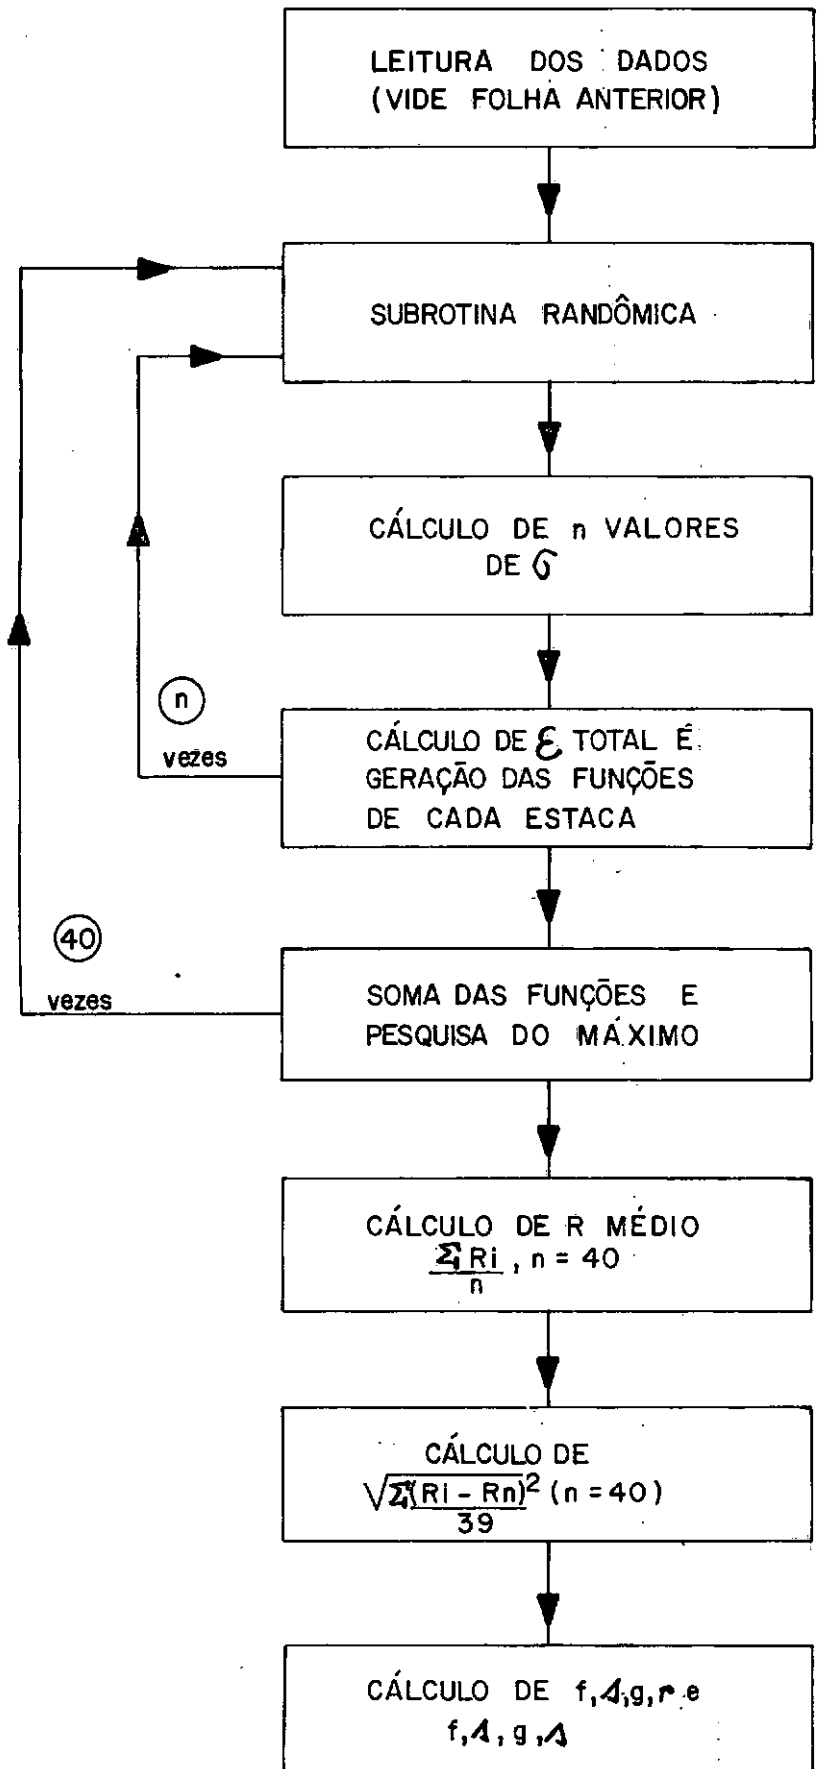 LEITURA DOS DADOS
(VIDE FOLHA ANTERIOR)
SUBROTINA RANDÔMICA
CÁLCULO DE n VALORES
DE σ
n
vezes
CÁLCULO DE Ɛ TOTAL E
GERAÇÃO DAS FUNÇÕES
DE CADA ESTACA
40
vezes
SOMA DAS FUNÇÕES E
PESQUISA DO MÁXIMO
CÁLCULO DE R MÉDIO
Σ Ri
n
, n = 40
CÁLCULO DE
√Σ(Ri - Rn)² (n = 40)
39
CÁLCULO DE f, s, g, r e
f, s, g, s